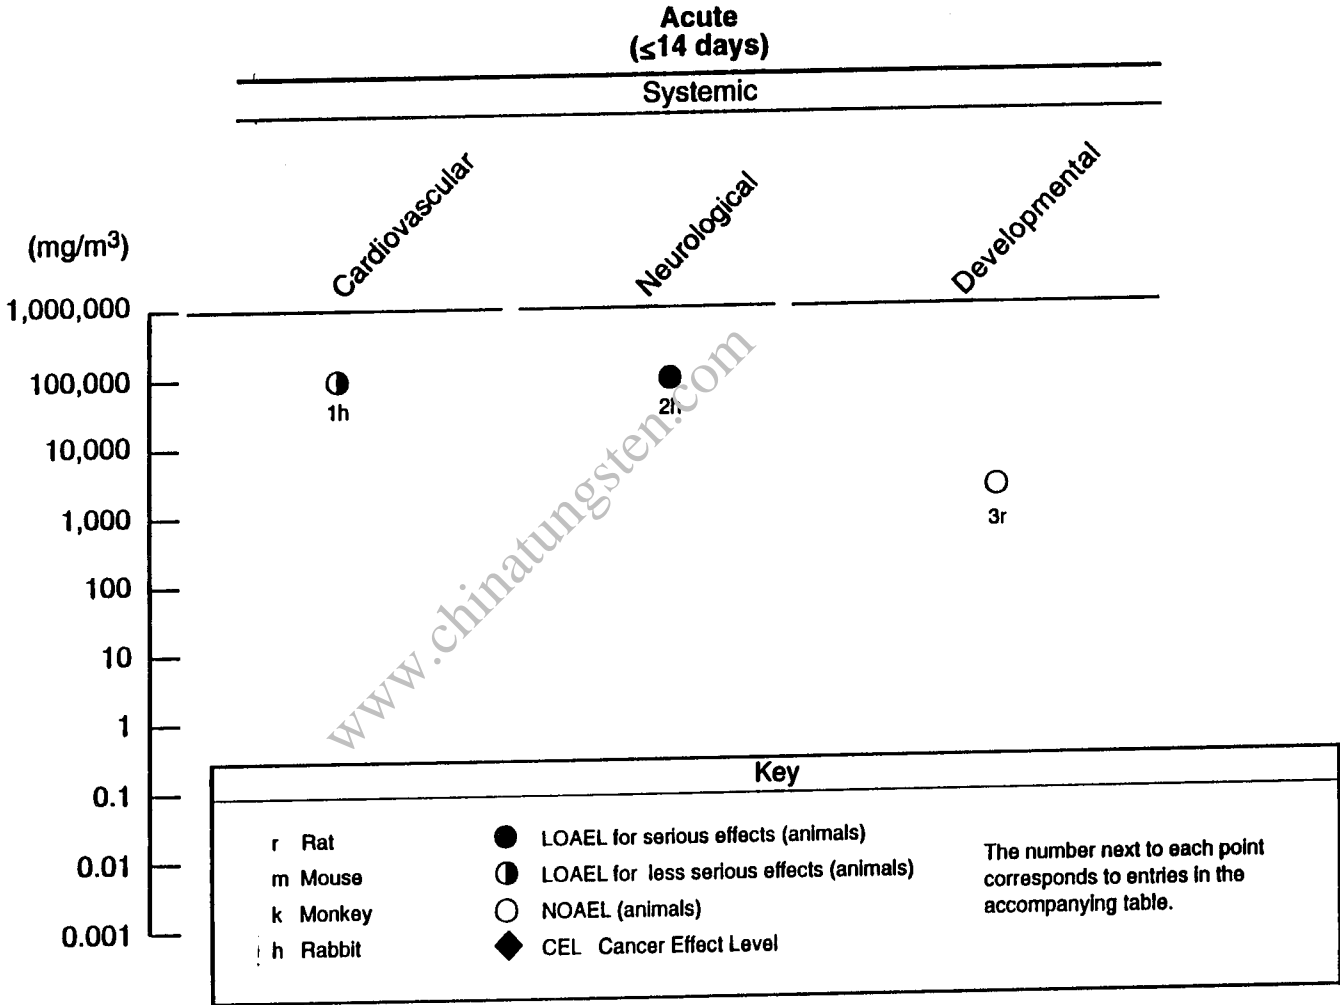 Acute
(≤14 days)
Systemic
Cardiovascular
Neurological
Developmental
(mg/m³)
1,000,000
100,000
10,000
1,000
100
10
1
0.1
0.01
0.001
1h
2h
3r
www.chinatungsten.com
Key
r Rat
m Mouse
k Monkey
h Rabbit
LOAEL for serious effects (animals)
LOAEL for less serious effects (animals)
NOAEL (animals)
CEL Cancer Effect Level
The number next to each point
corresponds to entries in the
accompanying table.